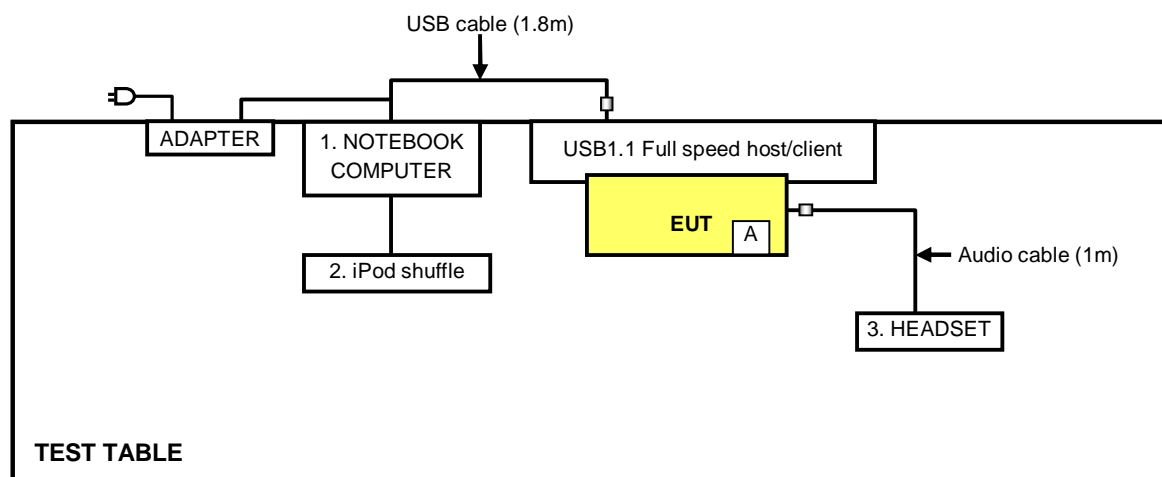 USB cable (1.8m)
ADAPTER
1. NOTEBOOK
COMPUTER
USB1.1 Full speed host/client
EUT
A
2. iPod shuffle
Audio cable (1m)
3. HEADSET
TEST TABLE